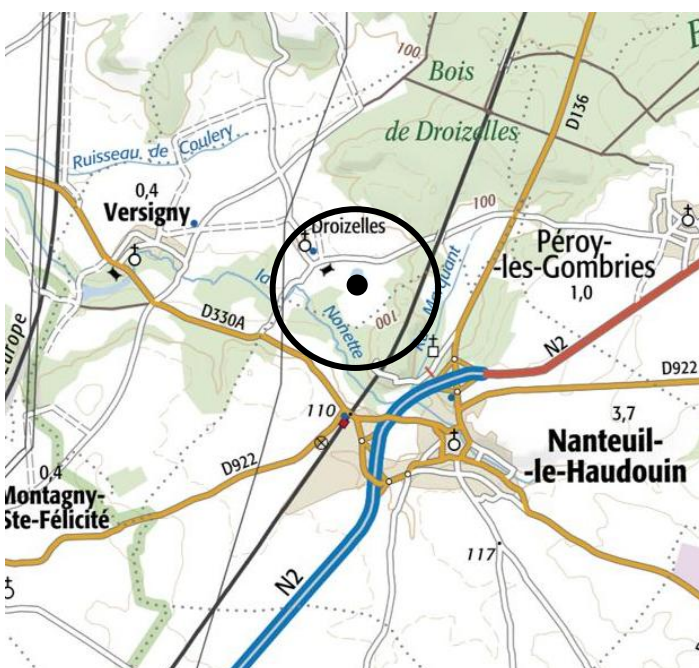 100
Bois
de Droizelles
D136
Ruisseau de Coulery
0,4
Versigny
Droizelles
100
Péroy-
-les-Gombries
1,0
la
Nonette
100
D330A
N2
D922
110
3,7
Nanteuil-
-le-Haudouin
D922
0,4
Montagny-
Ste-Félicité
N2
117